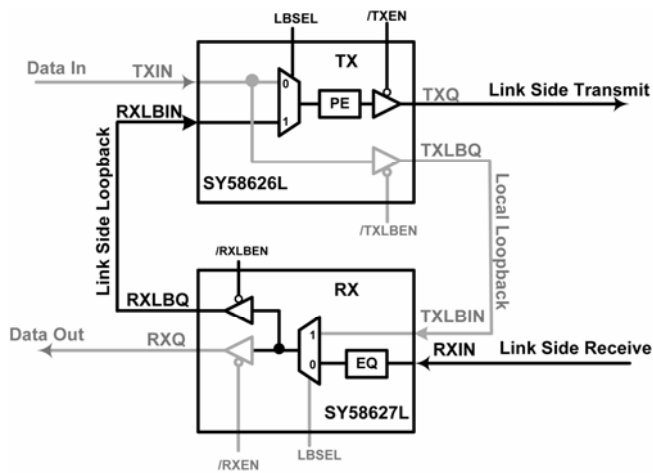 LBSEL
/TXEN
Data In
TXIN
TX
0
PE
TXQ
Link Side Transmit
RXLBIN
1
TXLBQ
SY58626L
/TXLBEN
Link Side Loopback
Local Loopback
/RXLBEN
RX
RXLBQ
TXLBIN
1
Data Out
RXQ
0
EQ
RXIN
Link Side Receive
SY58627L
/RXEN
LBSEL